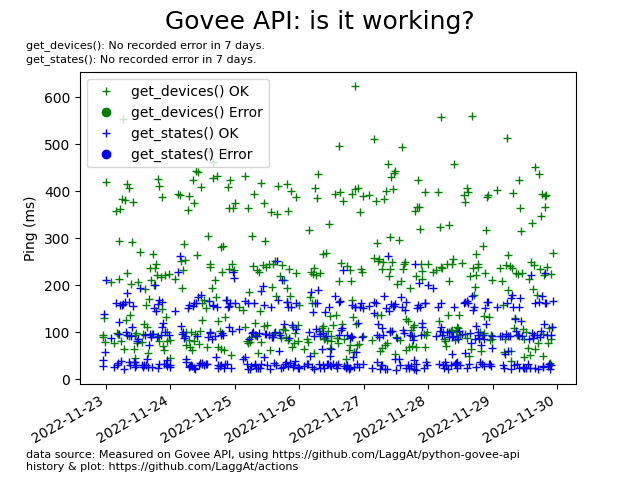 Govee API: is it working?
get_devices(): No recorded error in 7 days.
get_states(): No recorded error in 7 days.
get_devices() OK
get_devices() Error
get_states() OK
get_states() Error
Ping (ms)
600
500
400
300
200
100
0
2022-11-23
2022-11-24
2022-11-25
2022-11-26
2022-11-27
2022-11-28
2022-11-29
2022-11-30
data source: Measured on Govee API, using https://github.com/LaggAt/python-govee-api
history & plot: https://github.com/LaggAt/actions